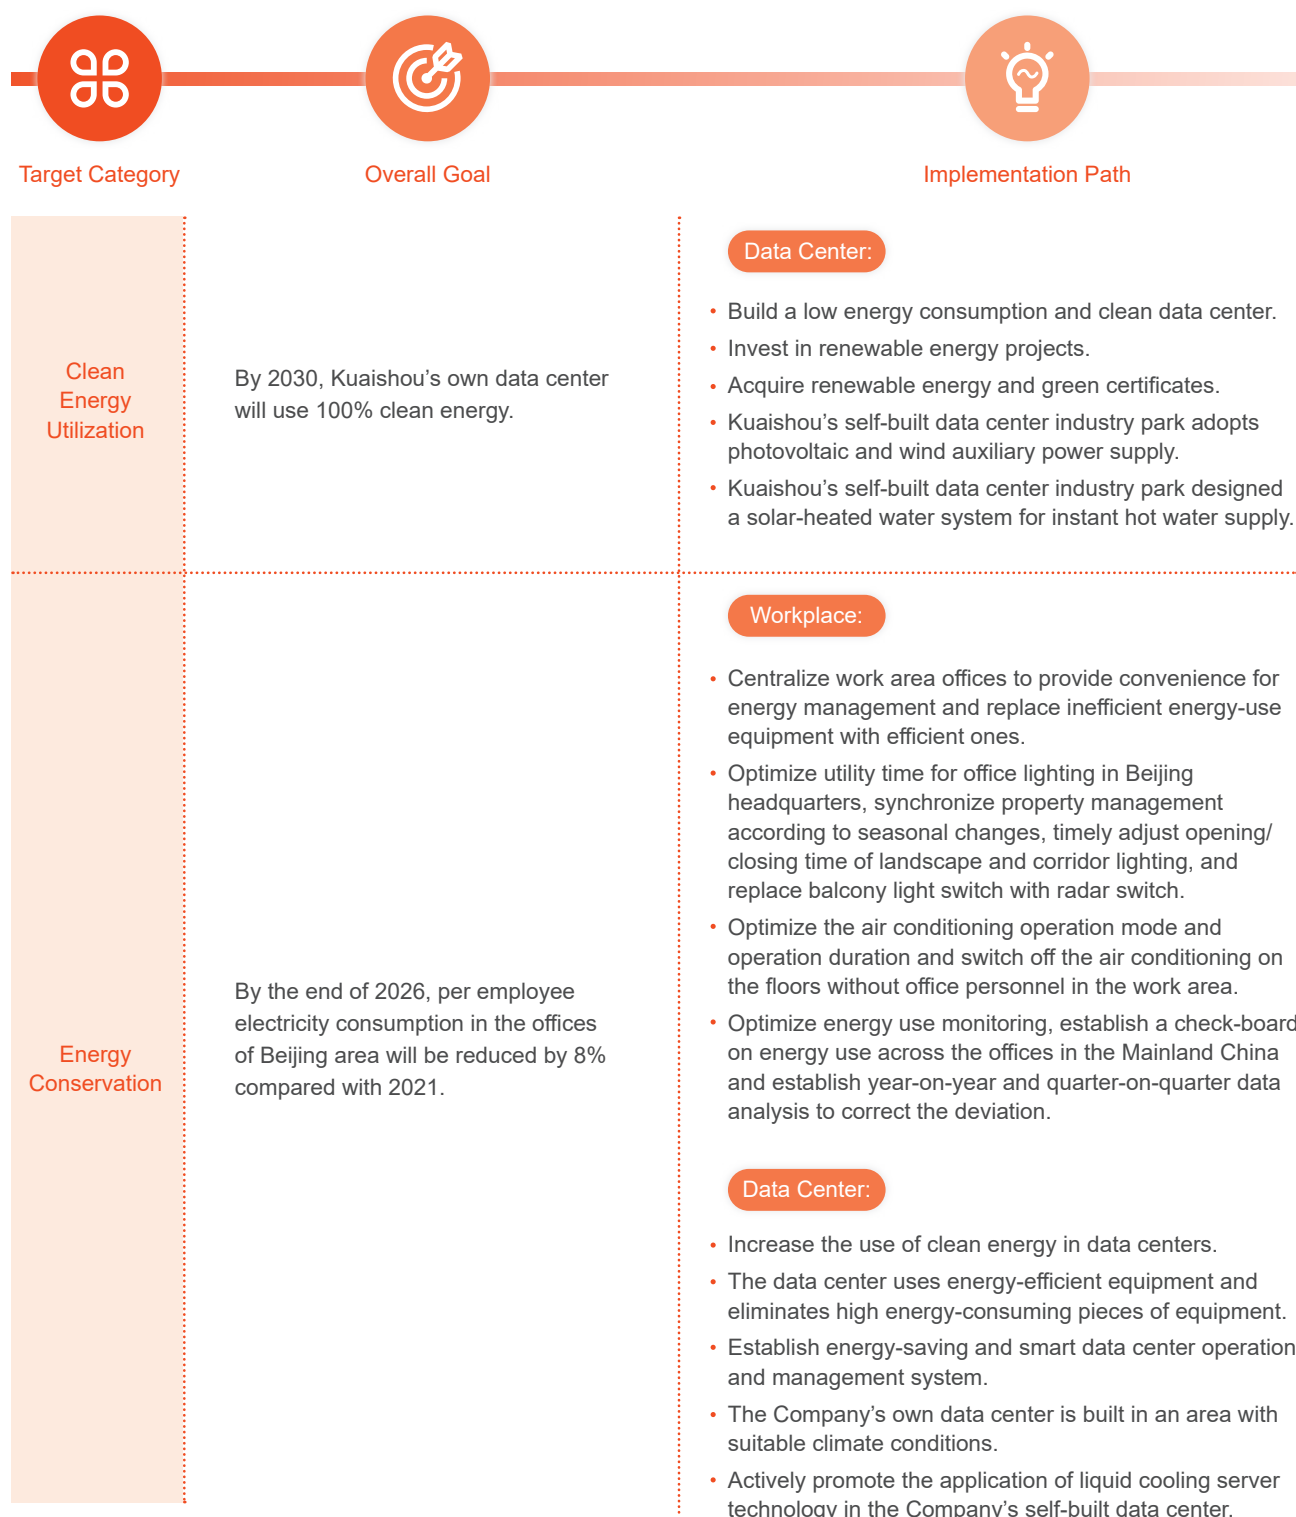 Target Category
Overall Goal
Implementation Path
Clean
Energy
Utilization
By 2030, Kuaishou’s own data center
will use 100% clean energy.
Data Center:
• Build a low energy consumption and clean data center.
• Invest in renewable energy projects.
• Acquire renewable energy and green certificates.
• Kuaishou’s self-built data center industry park adopts
photovoltaic and wind auxiliary power supply.
• Kuaishou’s self-built data center industry park designed
a solar-heated water system for instant hot water supply.
Energy
Conservation
By the end of 2026, per employee
electricity consumption in the offices
of Beijing area will be reduced by 8%
compared with 2021.
Workplace:
• Centralize work area offices to provide convenience for
energy management and replace inefficient energy-use
equipment with efficient ones.
• Optimize utility time for office lighting in Beijing
headquarters, synchronize property management
according to seasonal changes, timely adjust opening/
closing time of landscape and corridor lighting, and
replace balcony light switch with radar switch.
• Optimize the air conditioning operation mode and
operation duration and switch off the air conditioning on
the floors without office personnel in the work area.
• Optimize energy use monitoring, establish a check-board
on energy use across the offices in the Mainland China
and establish year-on-year and quarter-on-quarter data
analysis to correct the deviation.
Data Center:
• Increase the use of clean energy in data centers.
• The data center uses energy-efficient equipment and
eliminates high energy-consuming pieces of equipment.
• Establish energy-saving and smart data center operation
and management system.
• The Company’s own data center is built in an area with
suitable climate conditions.
• Actively promote the application of liquid cooling server
technology in the Company’s self-built data center.